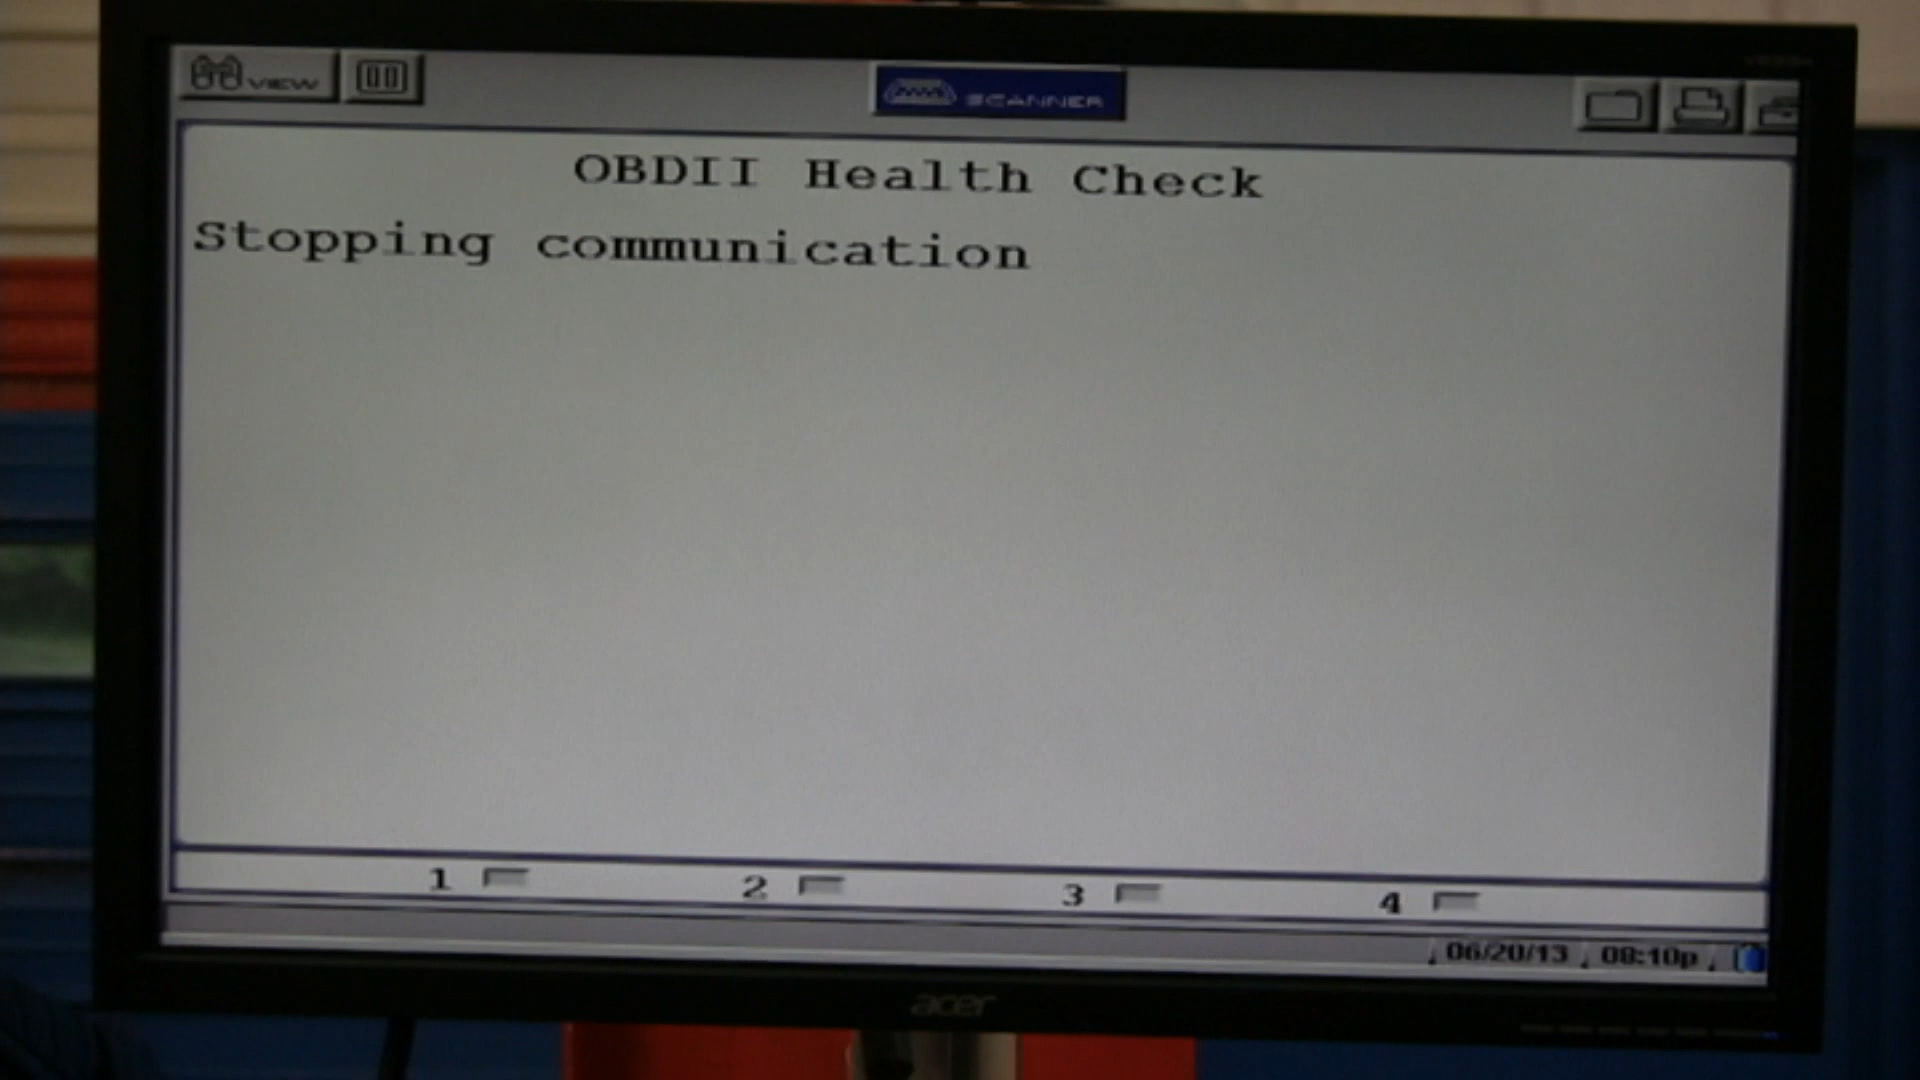 VIEW
SCANNER
OBDII Health Check
Stopping communication
1 2 3 4
06/20/13 08:10p
acer